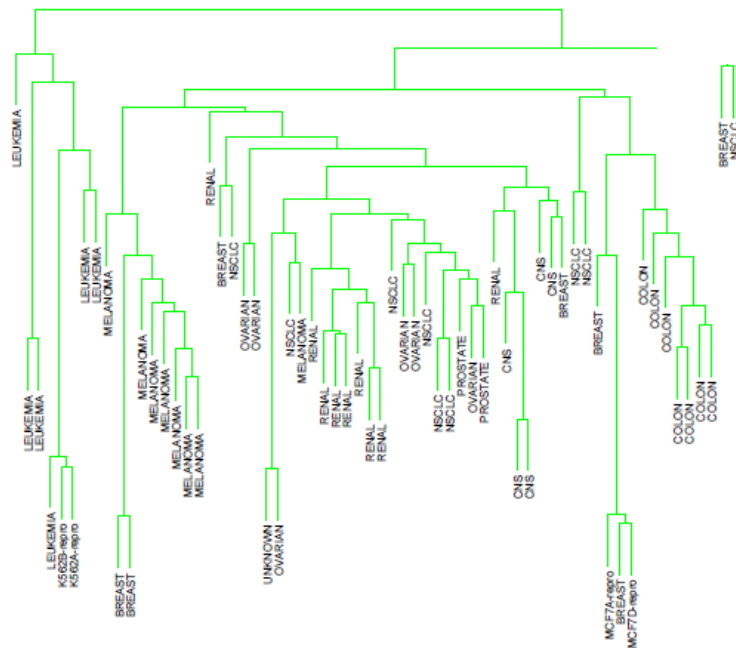 LEUKEMIA
LEUKEMIA
LEUKEMIA
LEUKEMIA
K562B-repro
K562A-repro
LEUKEMIA
LEUKEMIA
MELANOMA
BREAST
BREAST
MELANOMA
MELANOMA
MELANOMA
MELANOMA
MELANOMA
MELANOMA
RENAL
BREAST
NSCLC
OVARIAN
OVARIAN
UNKNOWN
OVARIAN
NSCLC
MELANOMA
RENAL
RENAL
RENAL
RENAL
RENAL
RENAL
RENAL
NSCLC
OVARIAN
OVARIAN
NSCLC
NSCLC
NSCLC
PROSTATE
OVARIAN
PROSTATE
RENAL
CNS
CNS
CNS
CNS
CNS
BREAST
NSCLC
NSCLC
BREAST
MCF7A-repro
BREAST
MCF7D-repro
COLON
COLON
COLON
COLON
COLON
COLON
COLON
BREAST
NSCLC